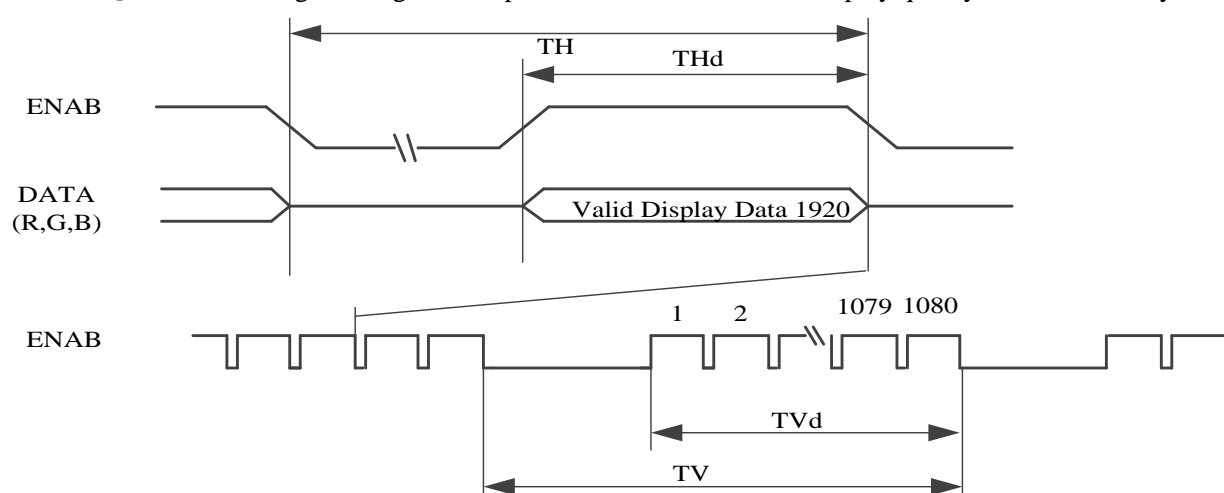 TH
THd
ENAB
DATA
(R,G,B)
Valid Display Data 1920
1 2 1079 1080
ENAB
TVd
TV